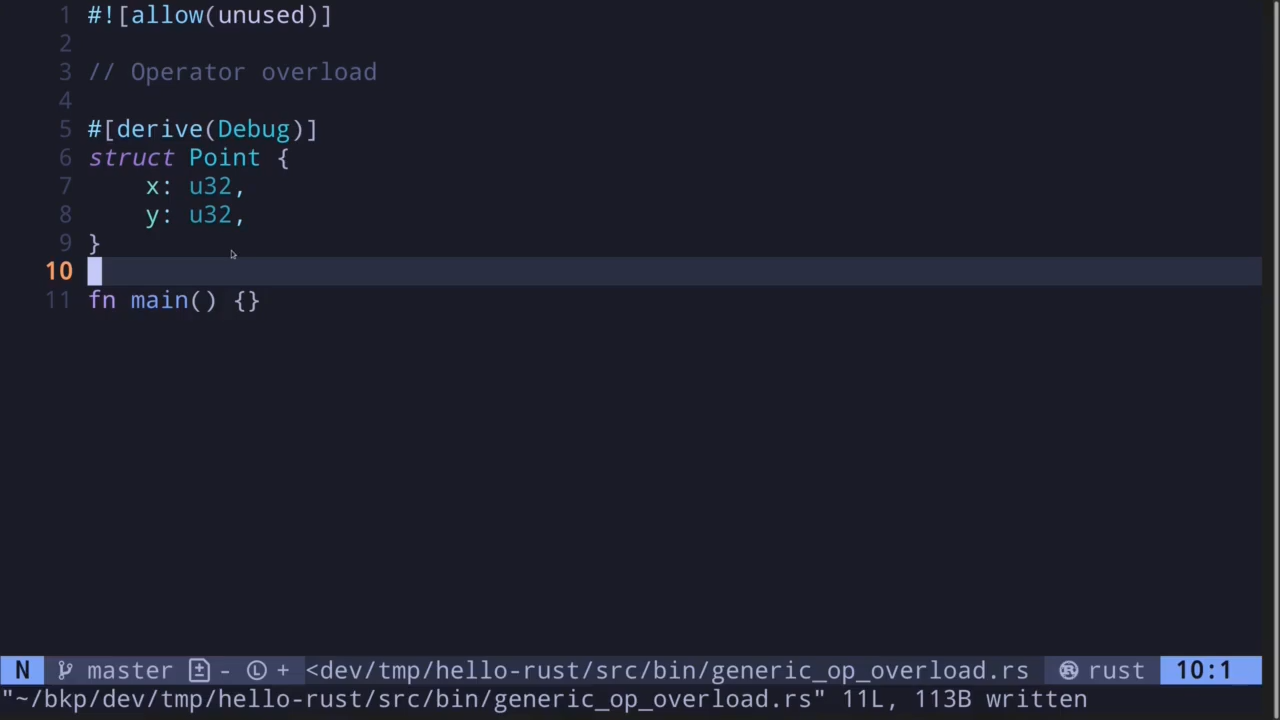 1 #![allow(unused)]
2
3 // Operator overload
4
5 #[derive(Debug)]
6 struct Point {
7     x: u32,
8     y: u32,
9 }
10
11 fn main() {}
N master - Ⓛ + <dev/tmp/hello-rust/src/bin/generic_op_overload.rs rust 10:1
"~/bkp/dev/tmp/hello-rust/src/bin/generic_op_overload.rs" 11L, 113B written